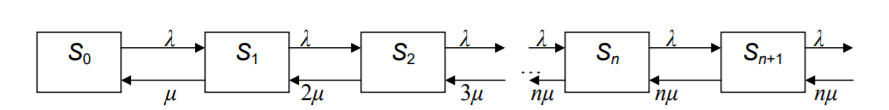 λ λ λ λ λ λ
S₀ S₁ S₂ ... Sₙ Sₙ₊₁
μ 2μ 3μ nμ nμ nμ